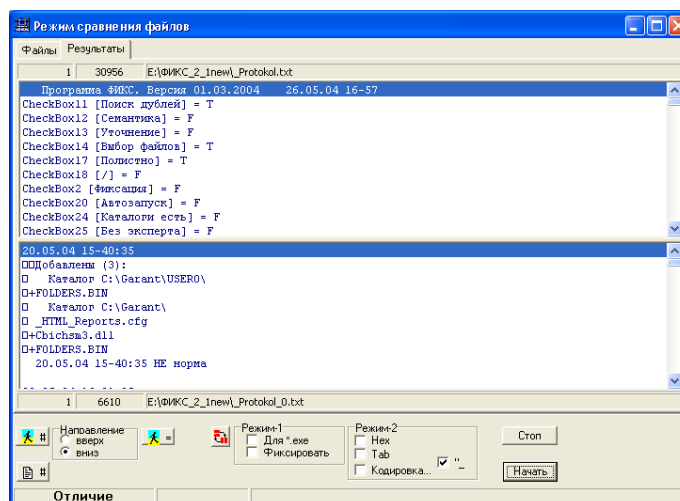 Режим сравнения файлов
Файлы Результаты
1 30956 E:\ФИКС_2_1new\_Protokol.txt
Программа ФИКС. Версия 01.03.2004 26.05.04 16-57
CheckBox11 [Поиск дублей] = T
CheckBox12 [Семантика] = F
CheckBox13 [Уточнение] = F
CheckBox14 [Выбор файлов] = T
CheckBox17 [Полистно] = T
CheckBox18 [/] = F
CheckBox2 [Фиксация] = F
CheckBox20 [Автозапуск] = F
CheckBox24 [Каталоги есть] = F
CheckBox25 [Без эксперта] = F
20.05.04 15-40:35
Добавлены (3):
Каталог C:\Garant\USER0\
+FOLDERS.BIN
Каталог C:\Garant\
_HTML_Reports.cfg
+Cbichsm3.dll
+FOLDERS.BIN
20.05.04 15-40:35 НЕ норма
1 6610 E:\ФИКС_2_1new\_Protokol_0.txt
Направление
# вверх =
вниз
#
Режим-1
Для *.exe
Фиксировать
Режим-2
Hex
Tab
Кодировка... "_
Стоп
Начать
Отличие